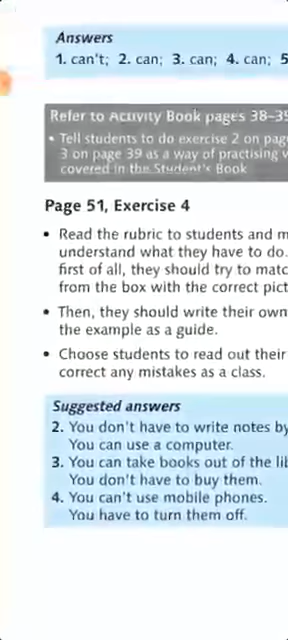 Answers
1. can't; 2. can; 3. can; 4. can; 5
Refer to Activity Book pages 38–39
• Tell students to do exercise 2 on pag
3 on page 39 as a way of practising v
covered in the Student's Book
Page 51, Exercise 4
• Read the rubric to students and m
understand what they have to do.
first of all, they should try to matc
from the box with the correct pict
• Then, they should write their own
the example as a guide.
• Choose students to read out their
correct any mistakes as a class.
Suggested answers
2. You don't have to write notes by
You can use a computer.
3. You can take books out of the lib
You don't have to buy them.
4. You can't use mobile phones.
You have to turn them off.